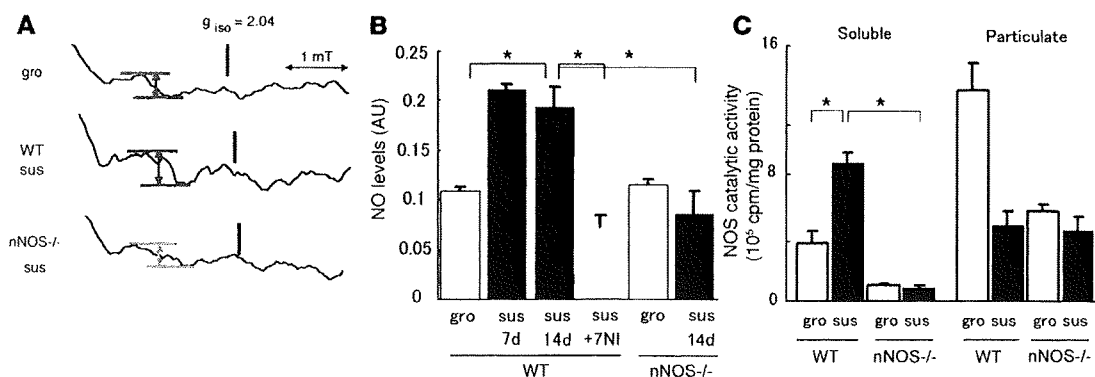 A
g iso = 2.04
gro
1 mT
WT
sus
nNOS-/-
sus
B
NO levels (AU)
0.25
0.2
0.15
0.1
0.05
0
* * *
gro sus sus sus gro sus
7d 14d +7NI 14d
WT nNOS-/-
C
Soluble Particulate
NOS catalytic activity
(10⁵ cpm/mg protein)
16
8
0
* *
gro sus gro sus gro sus gro sus
WT nNOS-/- WT nNOS-/-